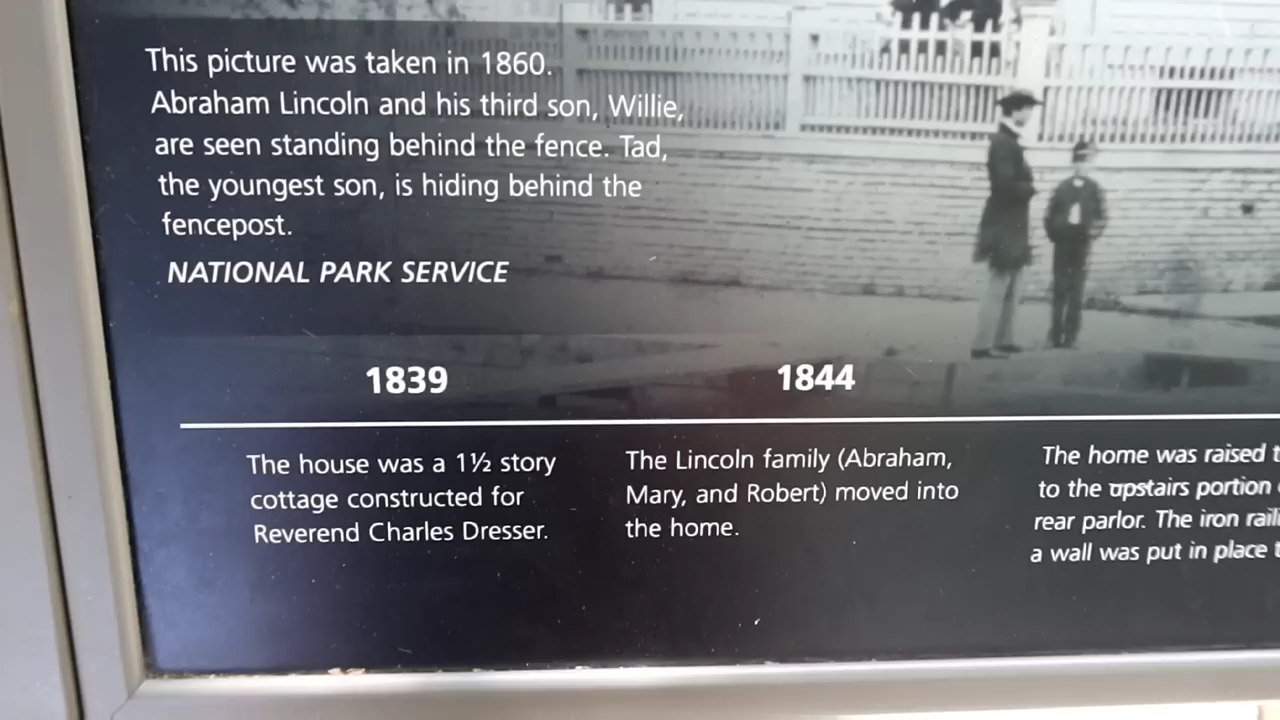 This picture was taken in 1860.
Abraham Lincoln and his third son, Willie,
are seen standing behind the fence. Tad,
the youngest son, is hiding behind the
fencepost.
NATIONAL PARK SERVICE
1839
The house was a 1½ story
cottage constructed for
Reverend Charles Dresser.
1844
The Lincoln family (Abraham,
Mary, and Robert) moved into
the home.
The home was raised
to the upstairs portion
rear parlor. The iron
a wall was put in place